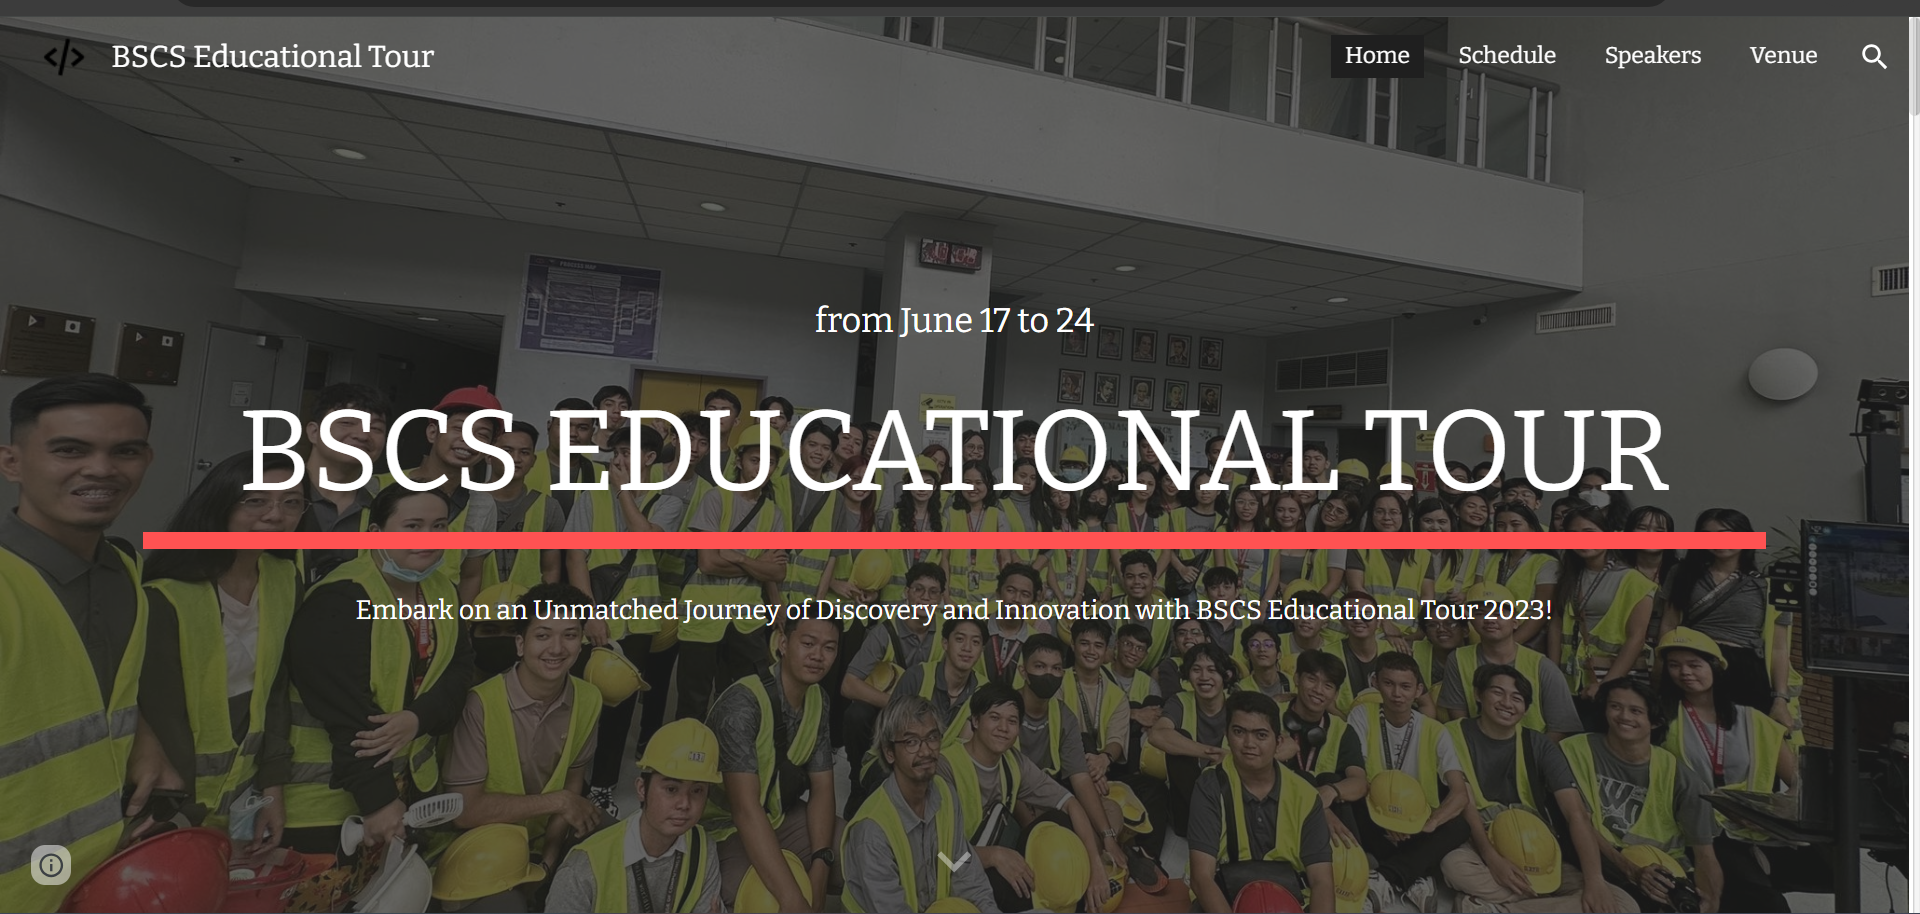 </> BSCS Educational Tour
Home Schedule Speakers Venue
from June 17 to 24
BSCS EDUCATIONAL TOUR
Embark on an Unmatched Journey of Discovery and Innovation with BSCS Educational Tour 2023!